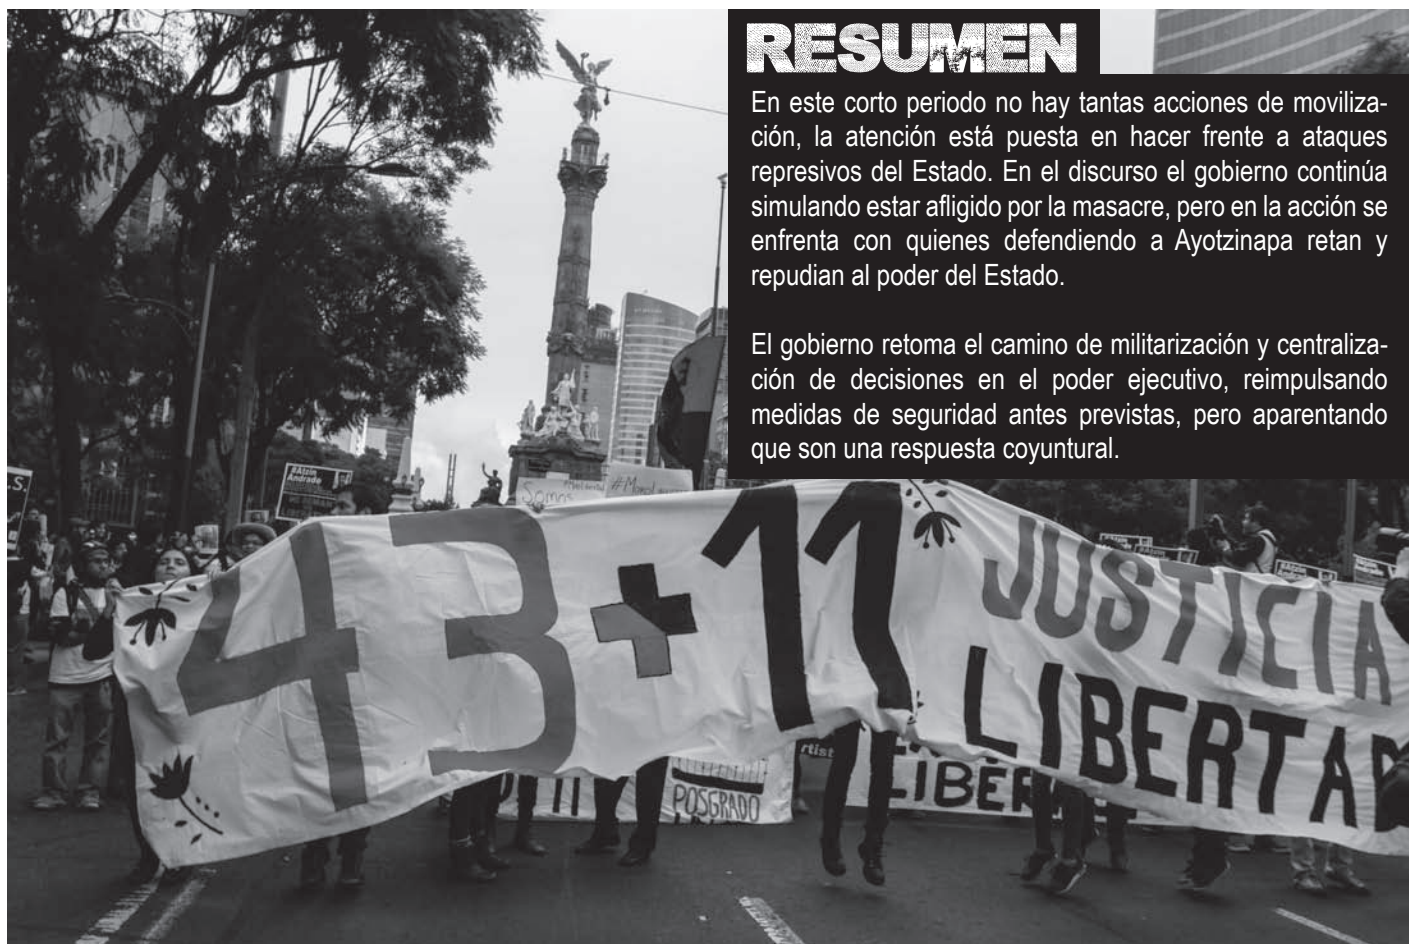 RESUMEN
En este corto periodo no hay tantas acciones de moviliza-
ción, la atención está puesta en hacer frente a ataques
represivos del Estado. En el discurso el gobierno continúa
simulando estar afligido por la masacre, pero en la acción se
enfrenta con quienes defendiendo a Ayotzinapa retan y
repudian al poder del Estado.
El gobierno retoma el camino de militarización y centraliza-
ción de decisiones en el poder ejecutivo, reimpulsando
medidas de seguridad antes previstas, pero aparentando
que son una respuesta coyuntural.
.S.
Somos
43+11 JUSTICIA
LIBERTAD
LIBER
POSGRADO